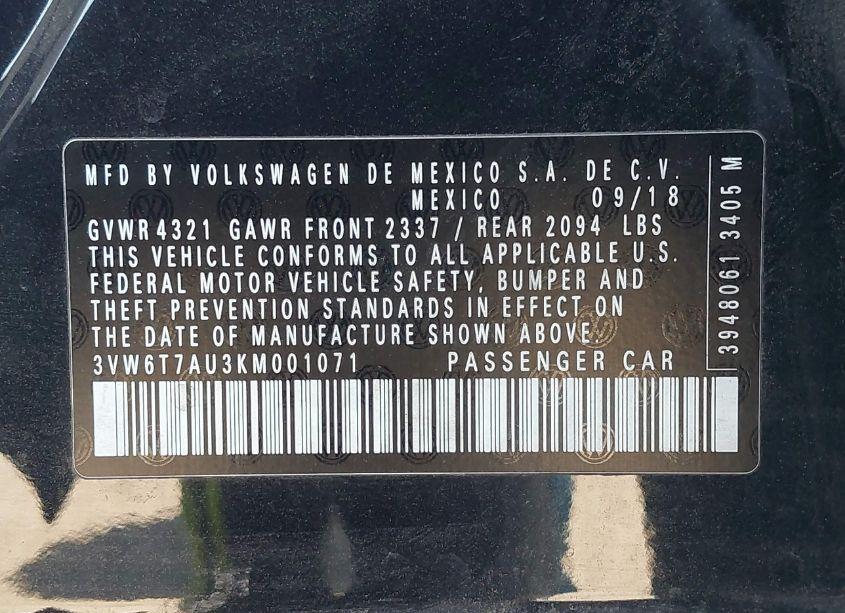 MFD BY VOLKSWAGEN DE MEXICO S.A. DE C.V.
MEXICO 09/18
GVWR 4321 GAWR FRONT 2337 / REAR 2094 LBS
THIS VEHICLE CONFORMS TO ALL APPLICABLE U.S.
FEDERAL MOTOR VEHICLE SAFETY, BUMPER AND
THEFT PREVENTION STANDARDS IN EFFECT ON
THE DATE OF MANUFACTURE SHOWN ABOVE.
3VW6T7AU3KM001071 PASSENGER CAR
3948061 3405 M